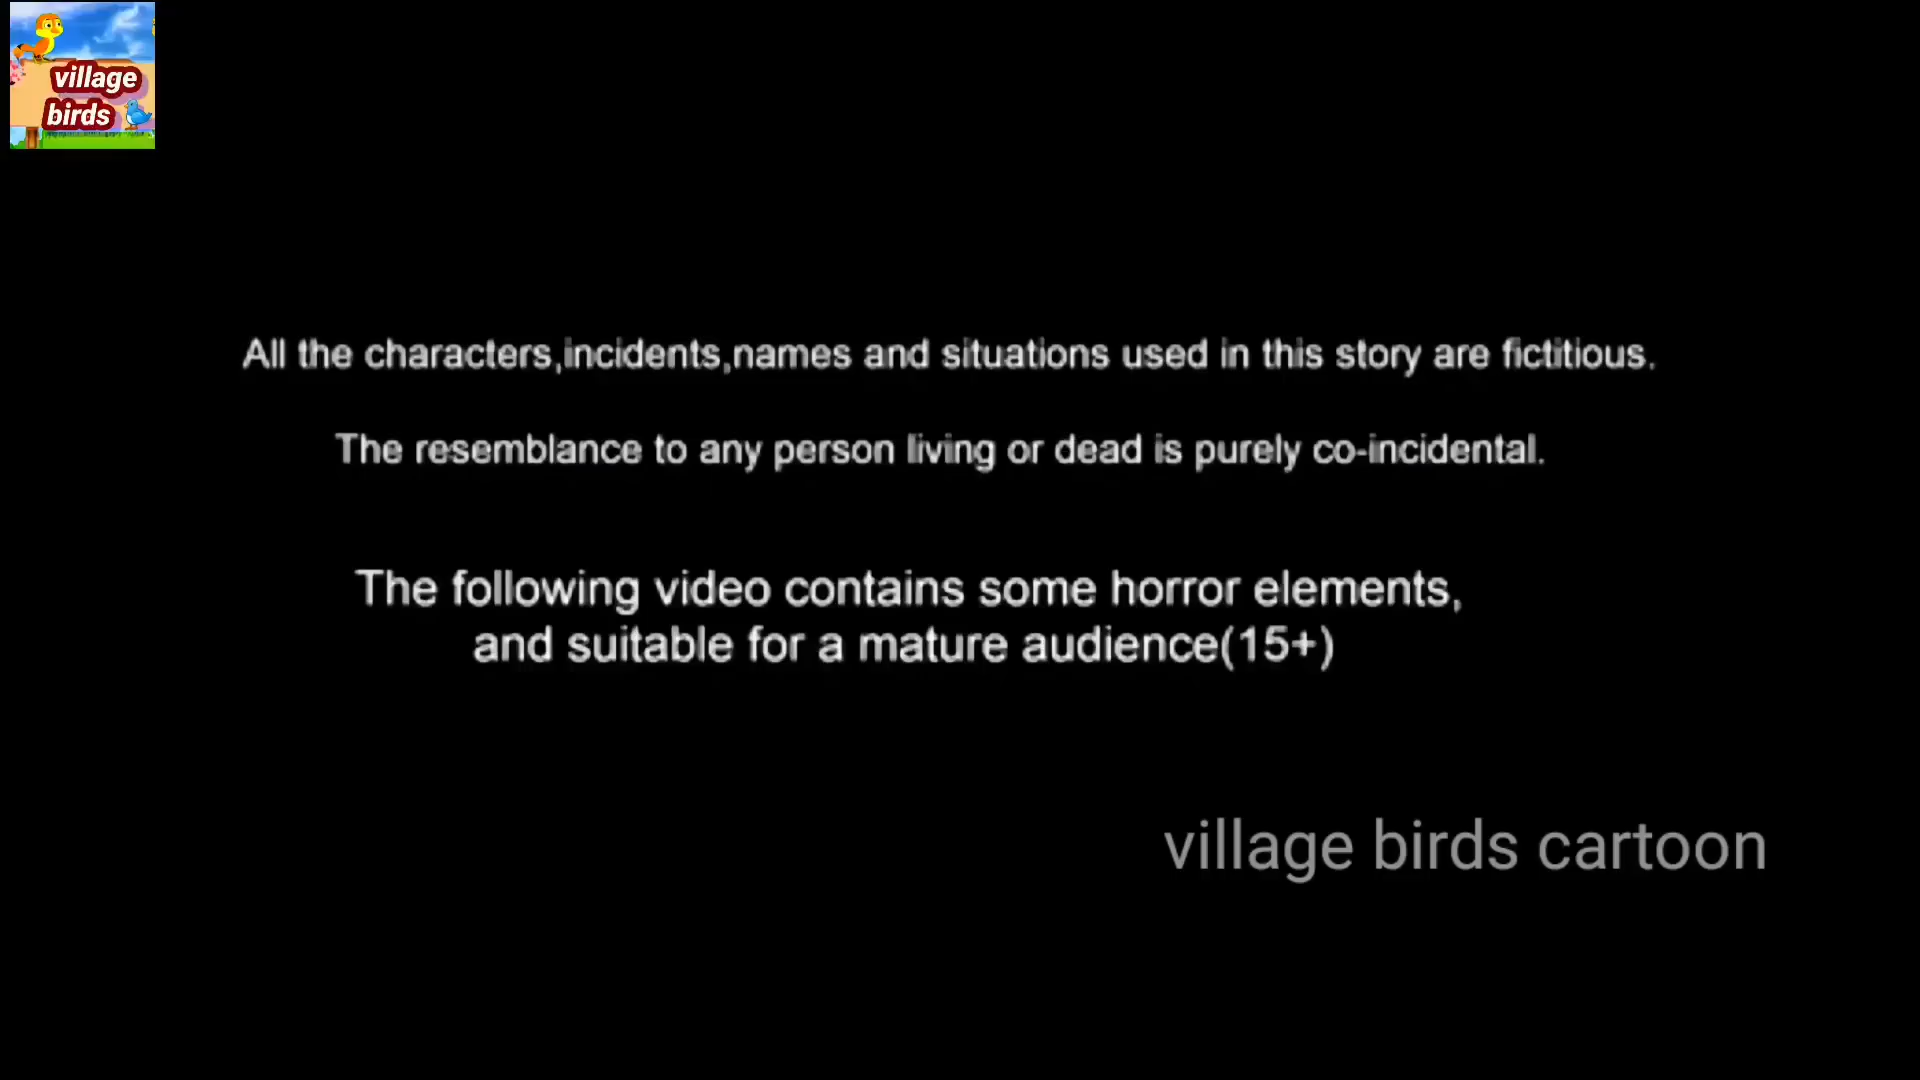 village
birds
All the characters,incidents,names and situations used in this story are fictitious.
The resemblance to any person living or dead is purely co-incidental.
The following video contains some horror elements,
and suitable for a mature audience(15+)
village birds cartoon